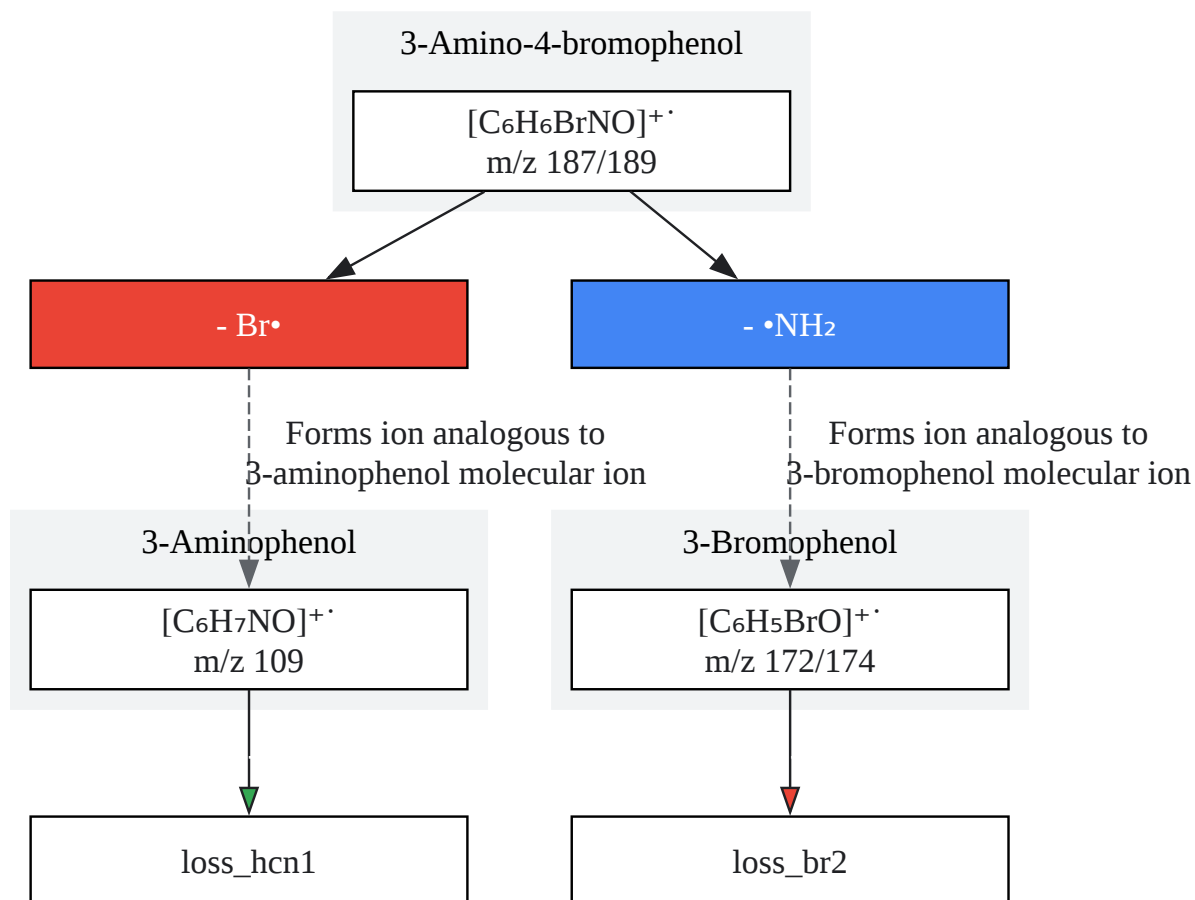 3-Amino-4-bromophenol
[C₆H₆BrNO]⁺˙
m/z 187/189
- Br•
- •NH₂
Forms ion analogous to
3-aminophenol molecular ion
Forms ion analogous to
3-bromophenol molecular ion
3-Aminophenol
[C₆H₇NO]⁺˙
m/z 109
3-Bromophenol
[C₆H₅BrO]⁺˙
m/z 172/174
loss_hcn1
loss_br2